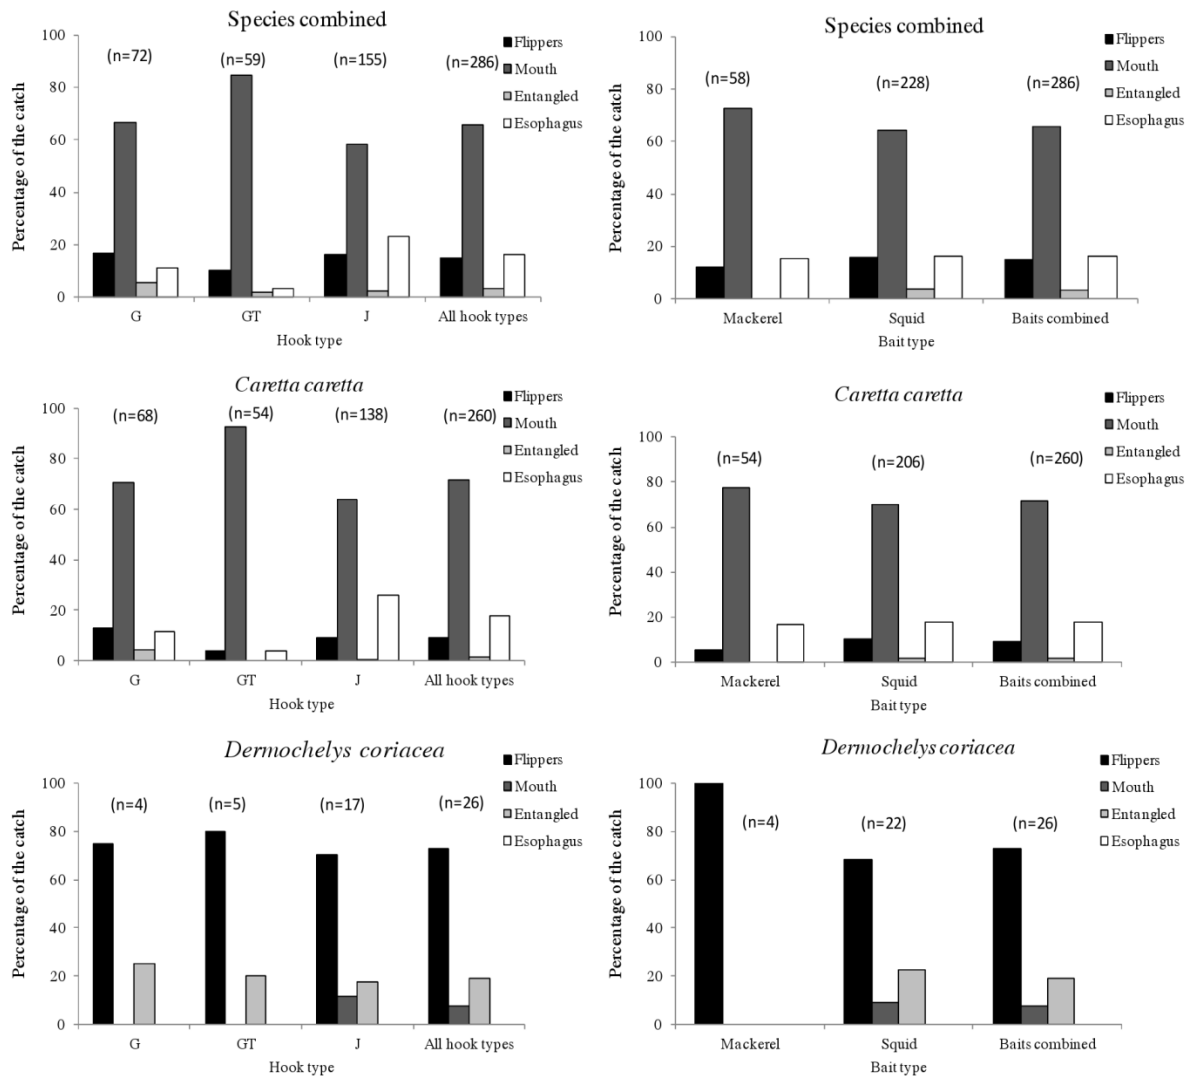 Species combined
Percentage of the catch
100
80
60
40
20
0
(n=72)
(n=59)
(n=155)
(n=286)
Flippers
Mouth
Entangled
Esophagus
G
GT
J
All hook types
Hook type
Species combined
Percentage of the catch
100
80
60
40
20
0
(n=58)
(n=228)
(n=286)
Flippers
Mouth
Entangled
Esophagus
Mackerel
Squid
Baits combined
Bait type
Caretta caretta
Percentage of the catch
100
80
60
40
20
0
(n=68)
(n=54)
(n=138)
(n=260)
Flippers
Mouth
Entangled
Esophagus
G
GT
J
All hook types
Hook type
Caretta caretta
Percentage of the catch
100
80
60
40
20
0
(n=54)
(n=206)
(n=260)
Flippers
Mouth
Entangled
Esophagus
Mackerel
Squid
Baits combined
Bait type
Dermochelys coriacea
Percentage of the catch
100
80
60
40
20
0
(n=4)
(n=5)
(n=17)
(n=26)
Flippers
Mouth
Entangled
Esophagus
G
GT
J
All hook types
Hook type
Dermochelys coriacea
Percentage of the catch
100
80
60
40
20
0
(n=4)
(n=22)
(n=26)
Flippers
Mouth
Entangled
Esophagus
Mackerel
Squid
Baits combined
Bait type